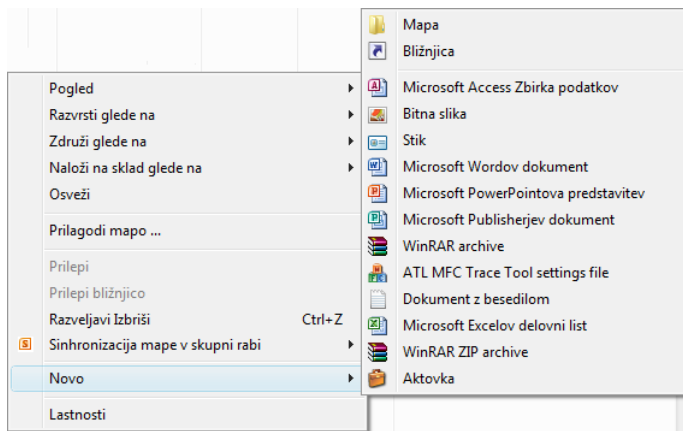 Pogled
Razvrsti glede na
Združi glede na
Naloži na sklad glede na
Osveži
Prilagodi mapo ...
Prilepi
Prilepi bližnjico
Razveljavi Izbriši Ctrl+Z
Sinhronizacija mape v skupni rabi
Novo
Lastnosti
Mapa
Bližnjica
Microsoft Access Zbirka podatkov
Bitna slika
Stik
Microsoft Wordov dokument
Microsoft PowerPointova predstavitev
Microsoft Publisherjev dokument
WinRAR archive
ATL MFC Trace Tool settings file
Dokument z besedilom
Microsoft Excelov delovni list
WinRAR ZIP archive
Aktovka